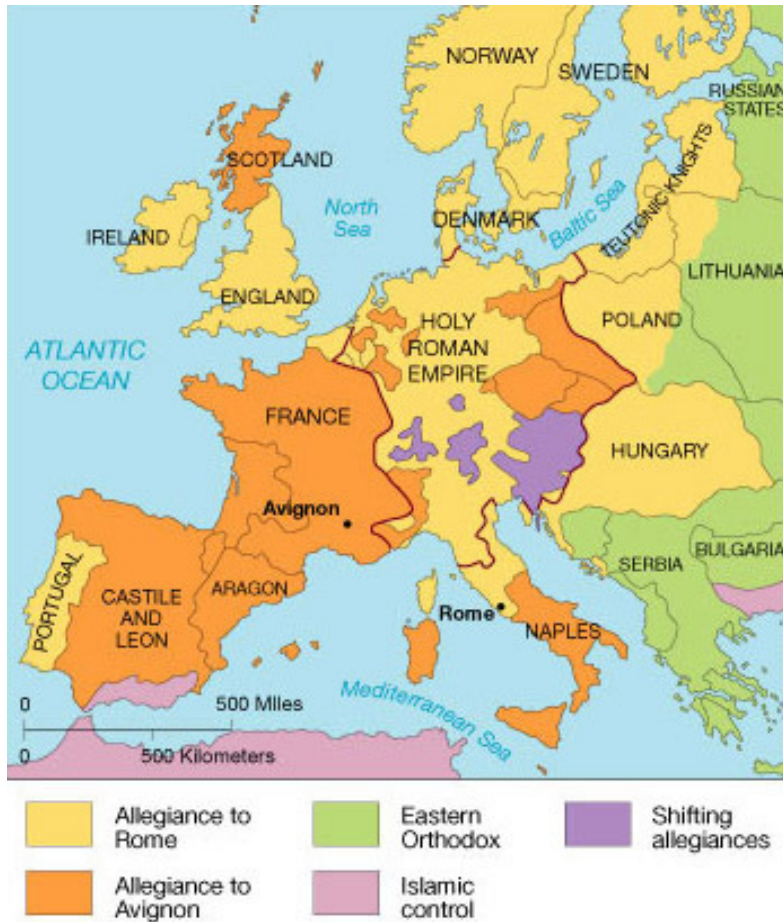 NORWAY
SWEDEN
RUSSIAN
STATES
SCOTLAND
TEUTONIC KNIGHTS
North
Sea
DENMARK
Baltic Sea
IRELAND
LITHUANIA
ENGLAND
HOLY
ROMAN
EMPIRE
POLAND
ATLANTIC
OCEAN
FRANCE
HUNGARY
Avignon
PORTUGAL
CASTILE
AND
LEON
ARAGON
SERBIA
BULGARIA
Rome
NAPLES
Mediterranean Sea
0 500 Miles
0 500 Kilometers
Allegiance to
Rome
Eastern
Orthodox
Shifting
allegiances
Allegiance to
Avignon
Islamic
control